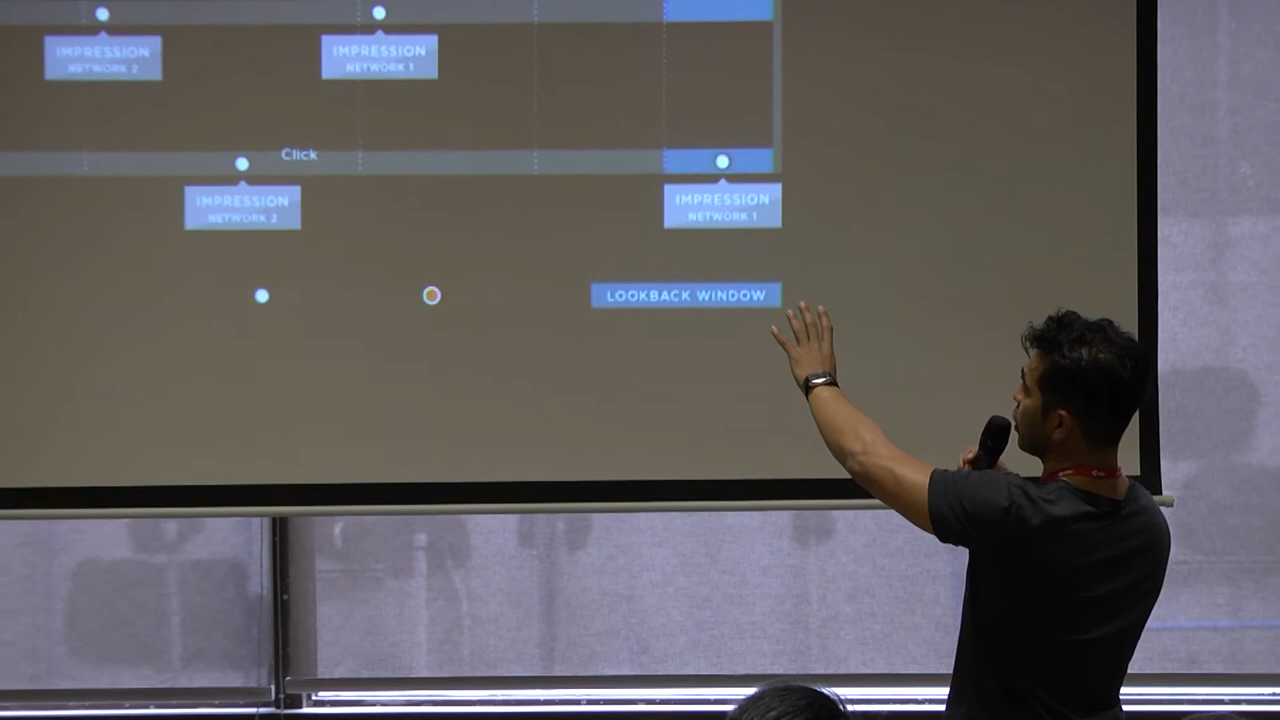 IMPRESSION
NETWORK 2
IMPRESSION
NETWORK 1
Click
IMPRESSION
NETWORK 2
IMPRESSION
NETWORK 1
LOOKBACK WINDOW